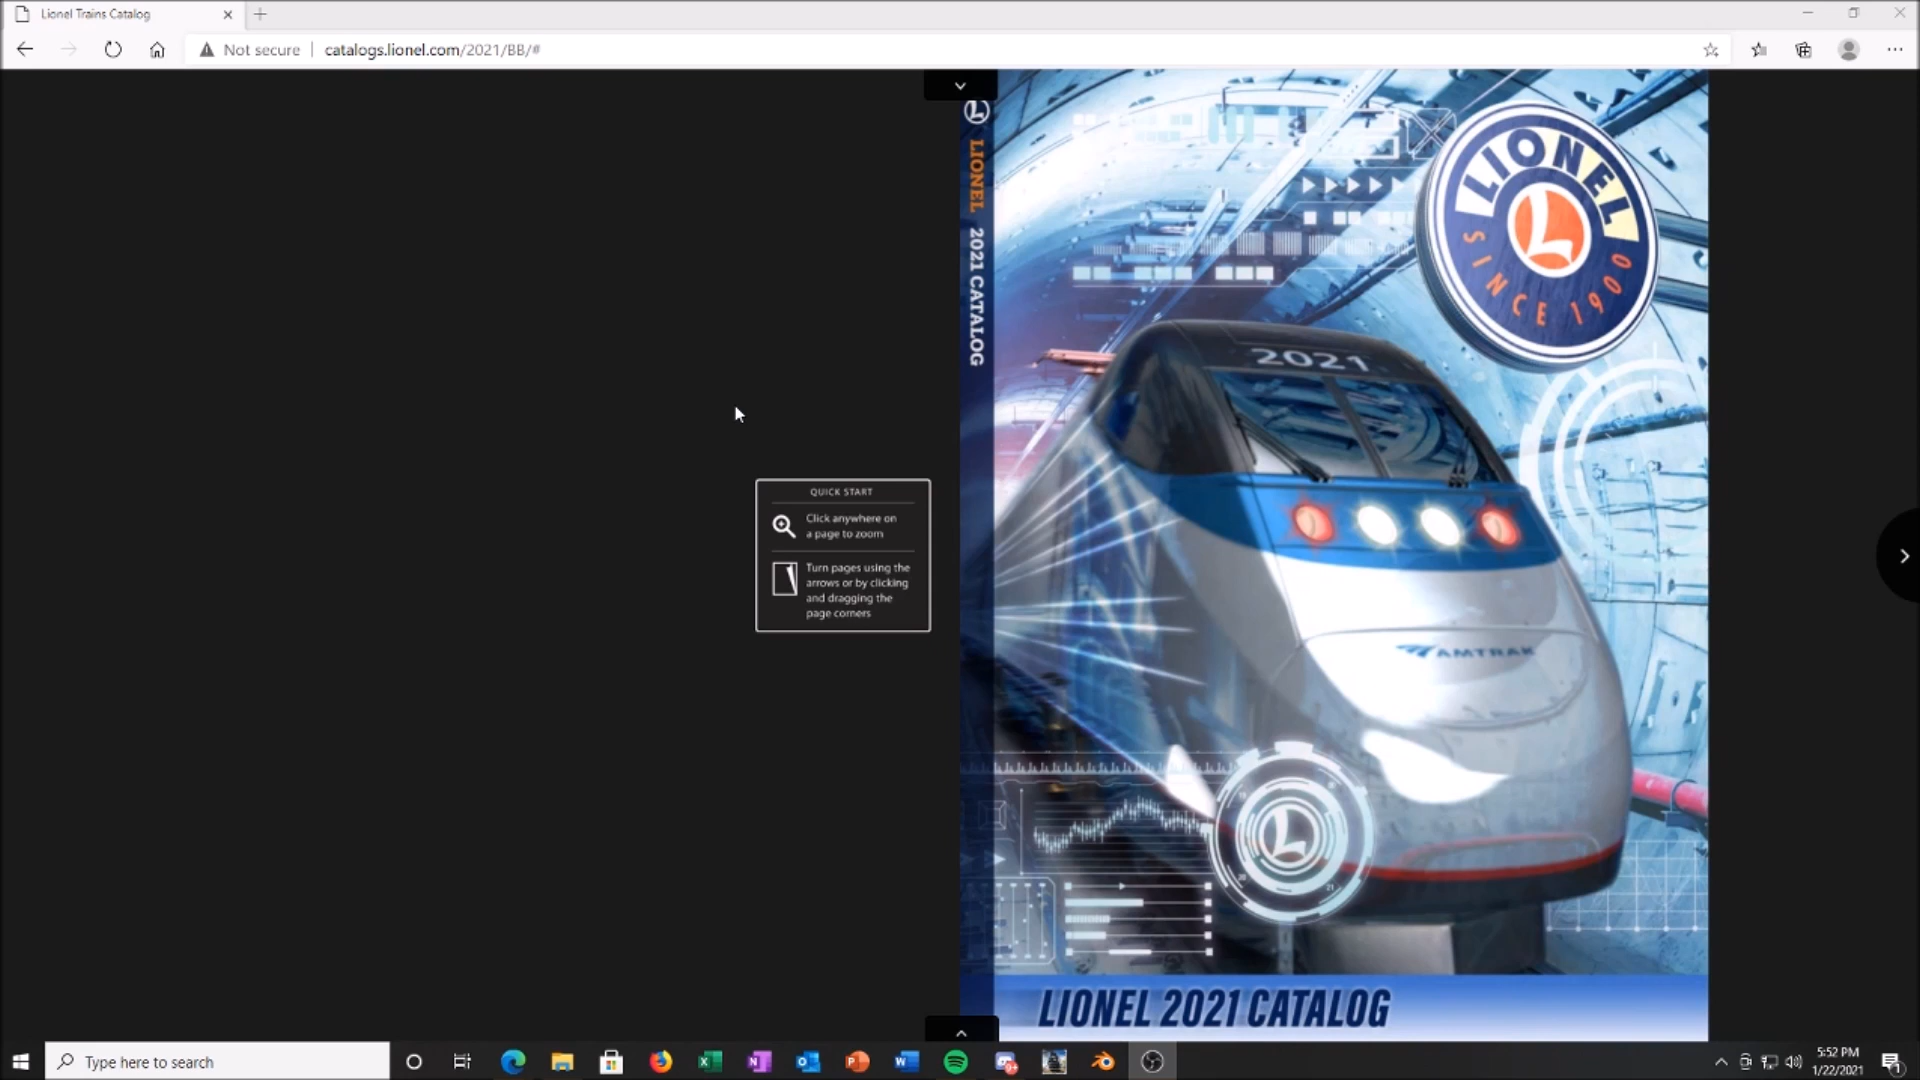 Lionel Trains Catalog
Not secure
catalogs.lionel.com/2021/BB/#
LIONEL 2021 CATALOG
LIONEL
L
SINCE 1900
2021
QUICK START
Click anywhere on
a page to zoom
Turn pages using the
arrows or by clicking
and dragging the
page corners
AMTRAK
L
LIONEL 2021 CATALOG
Type here to search
5:52 PM
1/22/2021